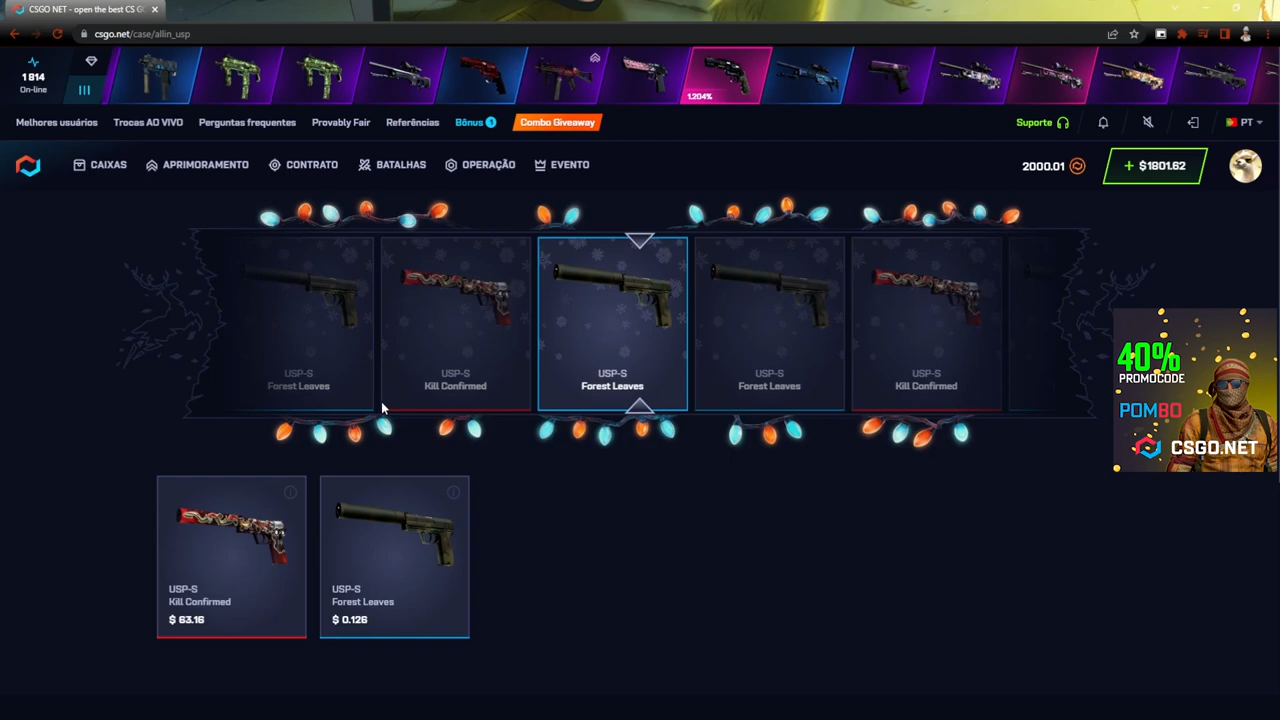 CSGO NET - open the best CS G
csgo.net/case/allin_usp
1 814
On-line
1,204%
Melhores usuários Trocas AO VIVO Perguntas frequentes Provably Fair Referências Bônus 1 Combo Giveaway Suporte PT
CAIXAS APRIMORAMENTO CONTRATO BATALHAS OPERAÇÃO EVENTO 2000.01 + $1801.62
USP-S USP-S USP-S USP-S USP-S
Forest Leaves Kill Confirmed Forest Leaves Forest Leaves Kill Confirmed
40%
PROMOCODE
POMBO
CSGO.NET
USP-S
Kill Confirmed
$ 63.16
USP-S
Forest Leaves
$ 0.126